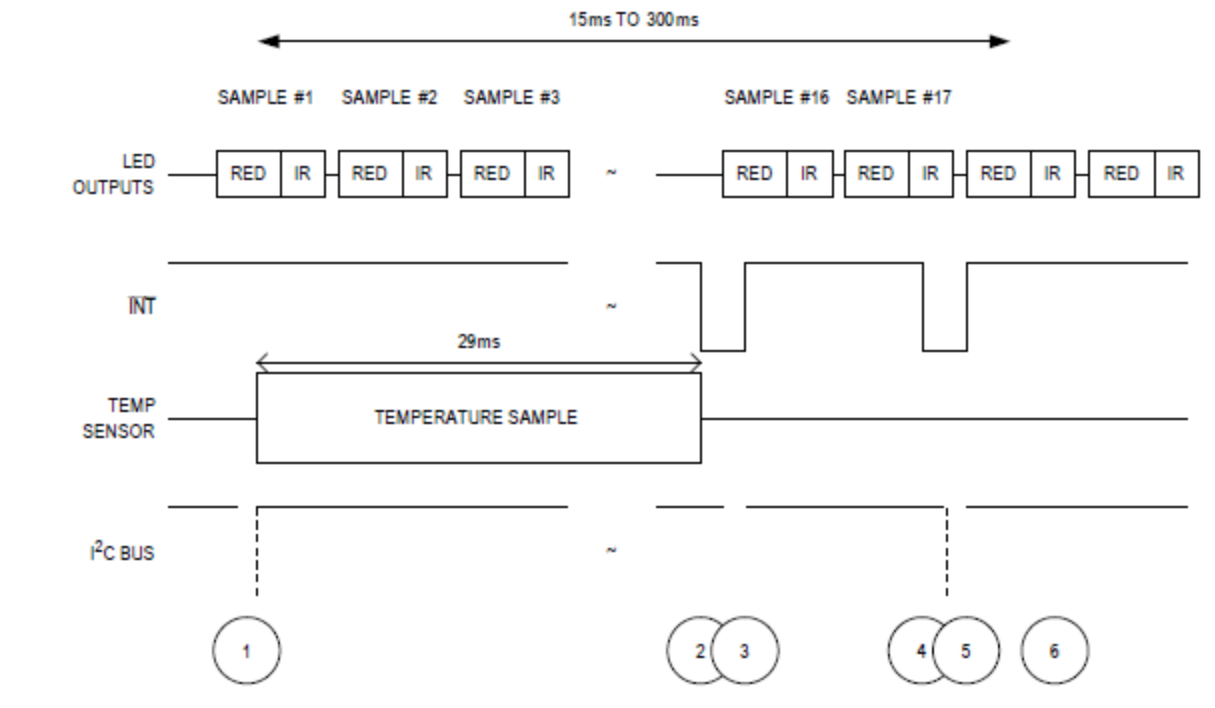 15ms TO 300ms
SAMPLE #1 SAMPLE #2 SAMPLE #3 SAMPLE #16 SAMPLE #17
LED
OUTPUTS
RED IR RED IR RED IR ~ RED IR RED IR RED IR RED IR
INT
~
29ms
TEMP
SENSOR
TEMPERATURE SAMPLE
I²C BUS
~
1 2 3 4 5 6